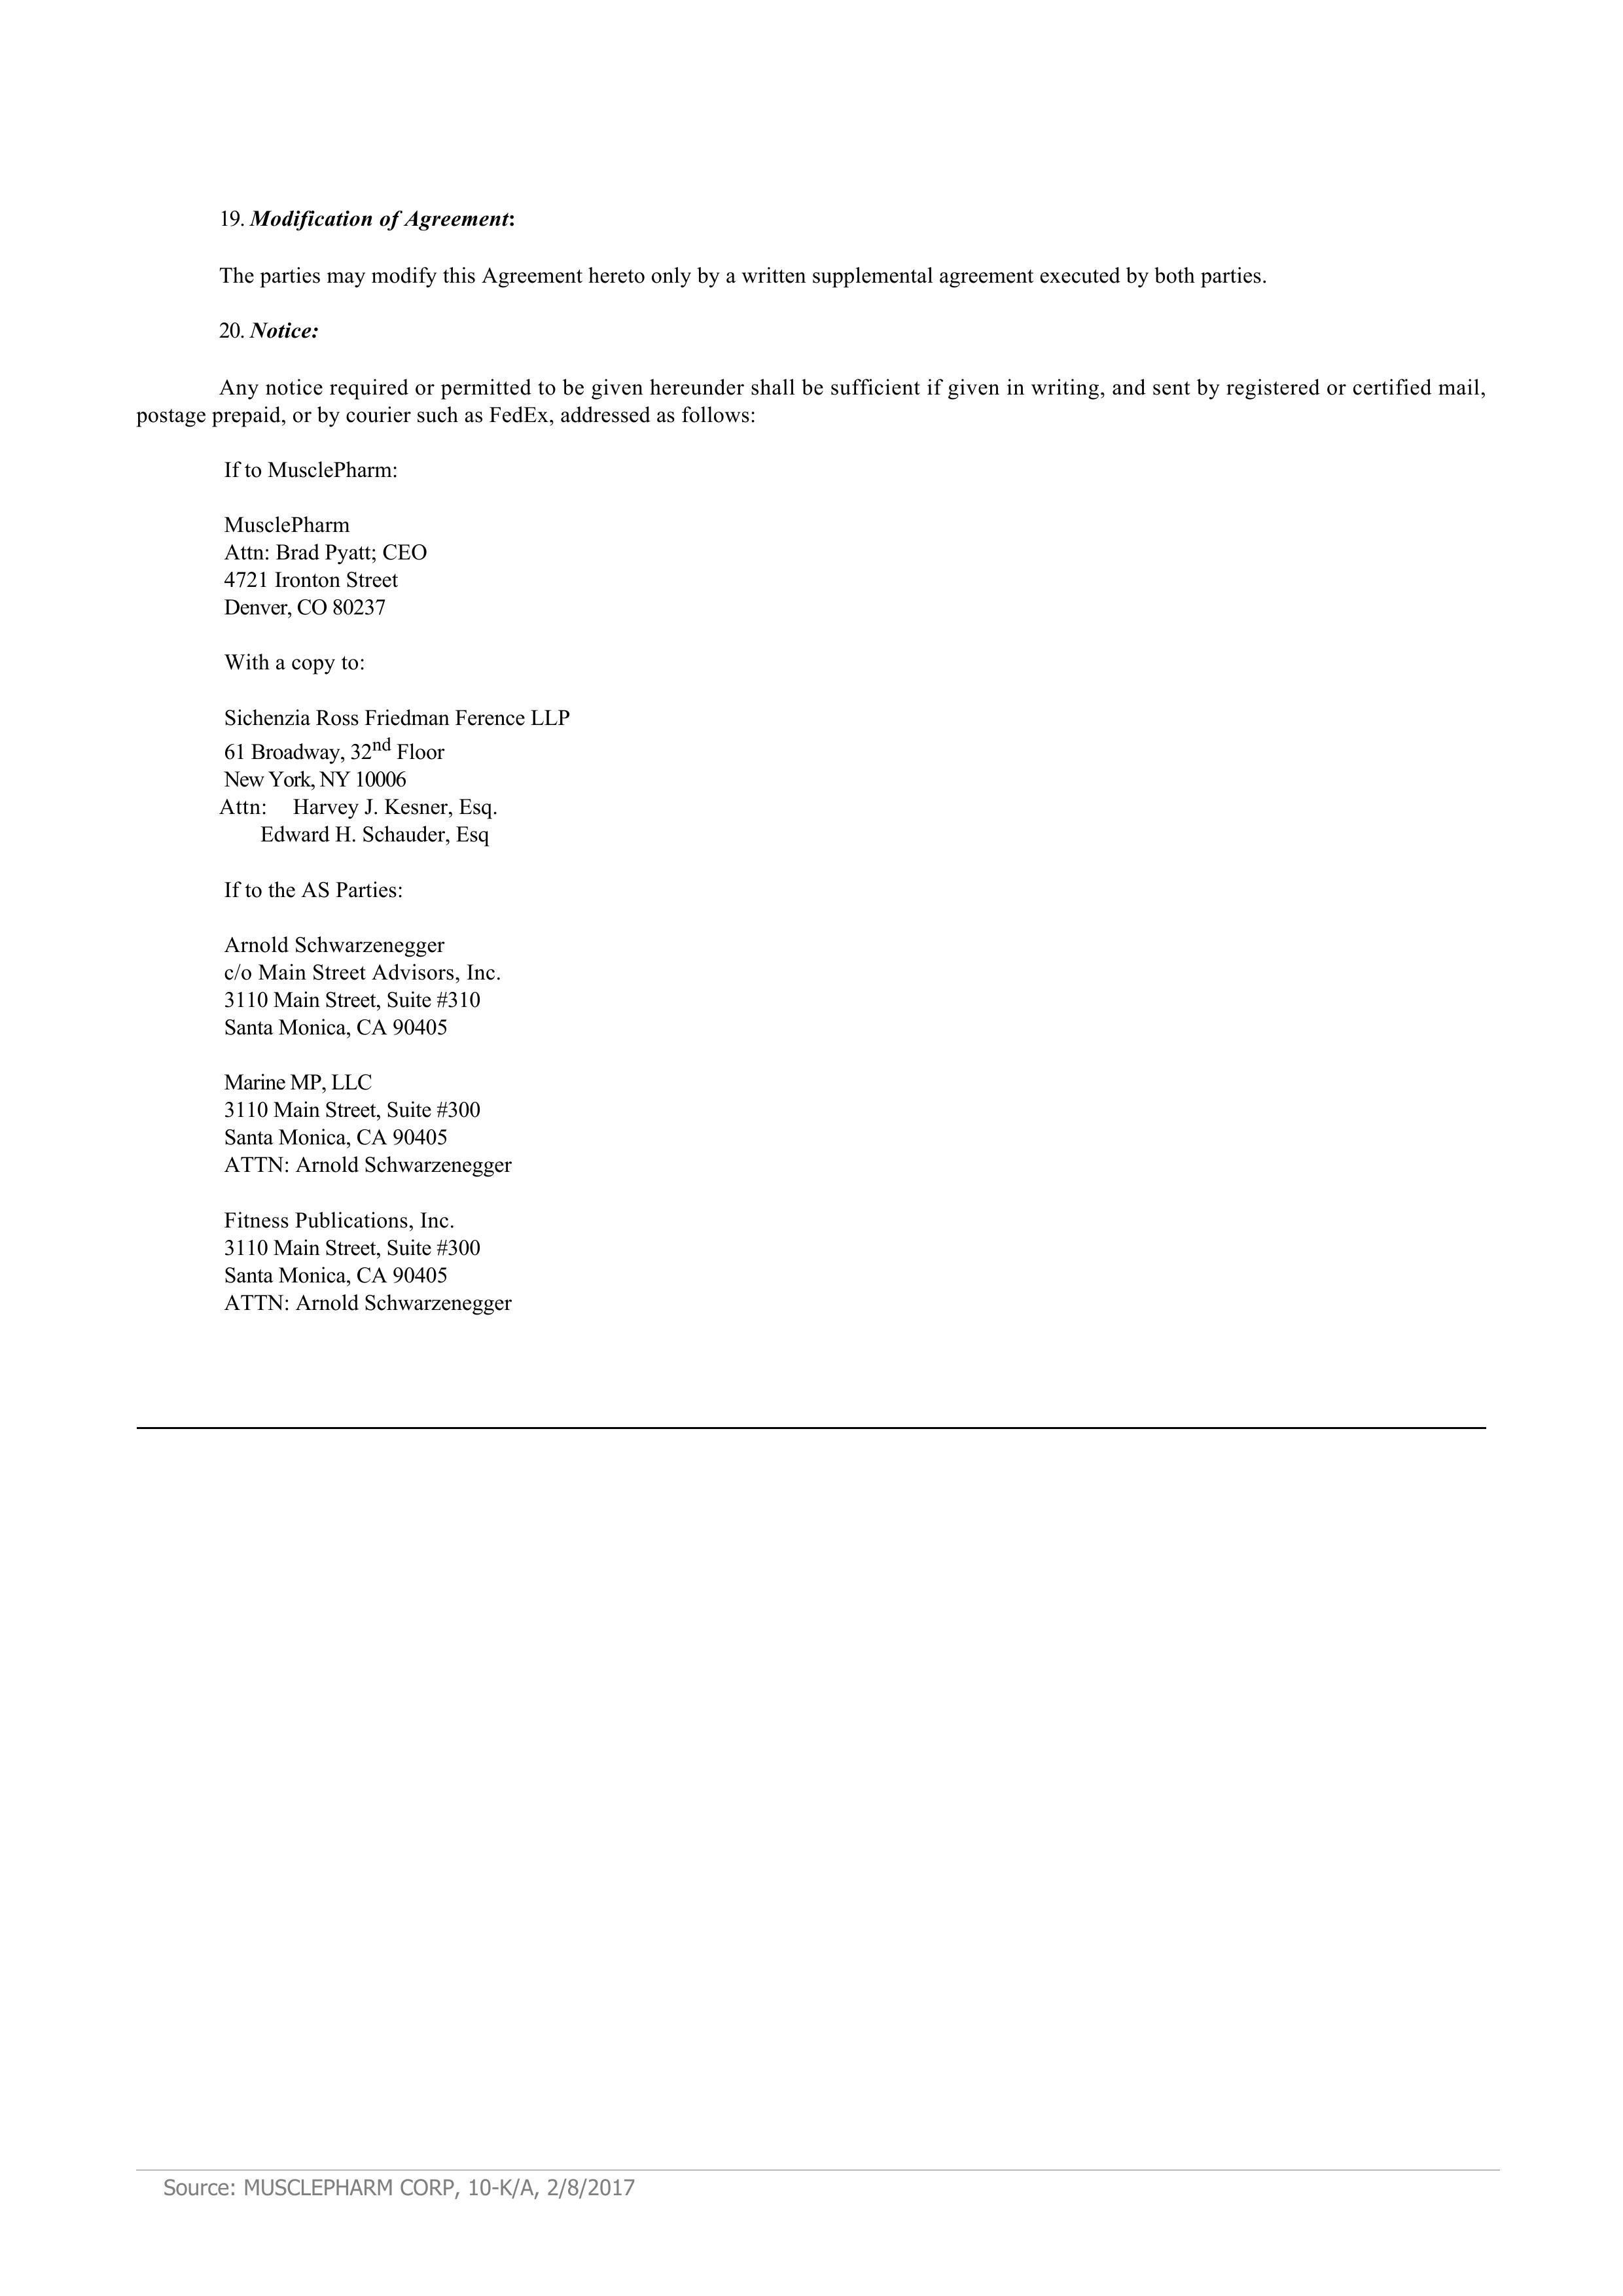 19. Modification of Agreement:
The parties may modify this Agreement hereto only by a written supplemental agreement executed by both parties.
20. Notice:
Any notice required or permitted to be given hereunder shall be sufficient if given in writing, and sent by registered or certified mail,
postage prepaid, or by courier such as FedEx, addressed as follows:
If to MusclePharm:
MusclePharm
Attn: Brad Pyatt; CEO
4721 Ironton Street
Denver, CO 80237
With a copy to:
Sichenzia Ross Friedman Ference LLP
61 Broadway, 32nd Floor
New York, NY 10006
Attn: Harvey J. Kesner, Esq.
Edward H. Schauder, Esq
If to the AS Parties:
Arnold Schwarzenegger
c/o Main Street Advisors, Inc.
3110 Main Street, Suite #310
Santa Monica, CA 90405
Marine MP, LLC
3110 Main Street, Suite #300
Santa Monica, CA 90405
ATTN: Arnold Schwarzenegger
Fitness Publications, Inc.
3110 Main Street, Suite #300
Santa Monica, CA 90405
ATTN: Arnold Schwarzenegger
Source: MUSCLEPHARM CORP, 10-K/A, 2/8/2017